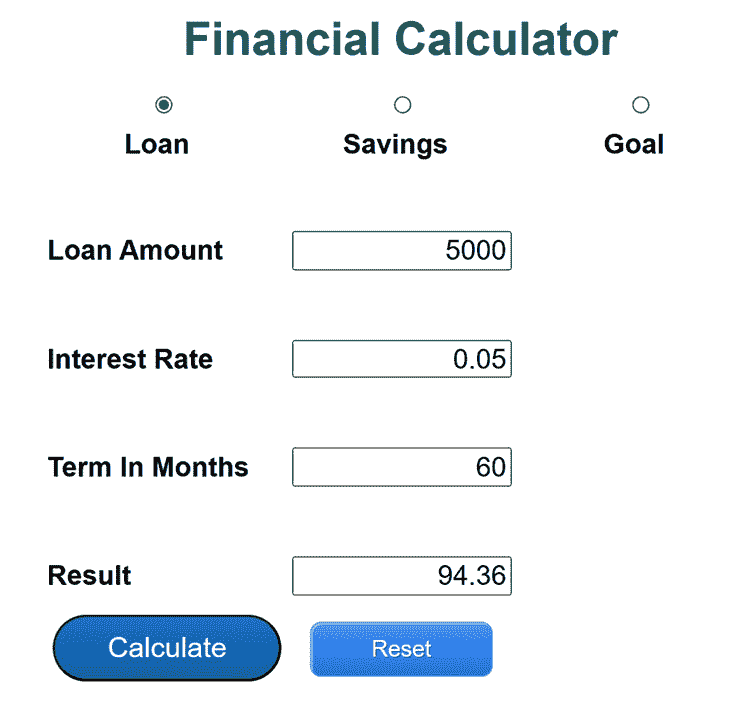 Financial Calculator
Loan Savings Goal
Loan Amount 5000
Interest Rate 0.05
Term In Months 60
Result 94.36
Calculate Reset